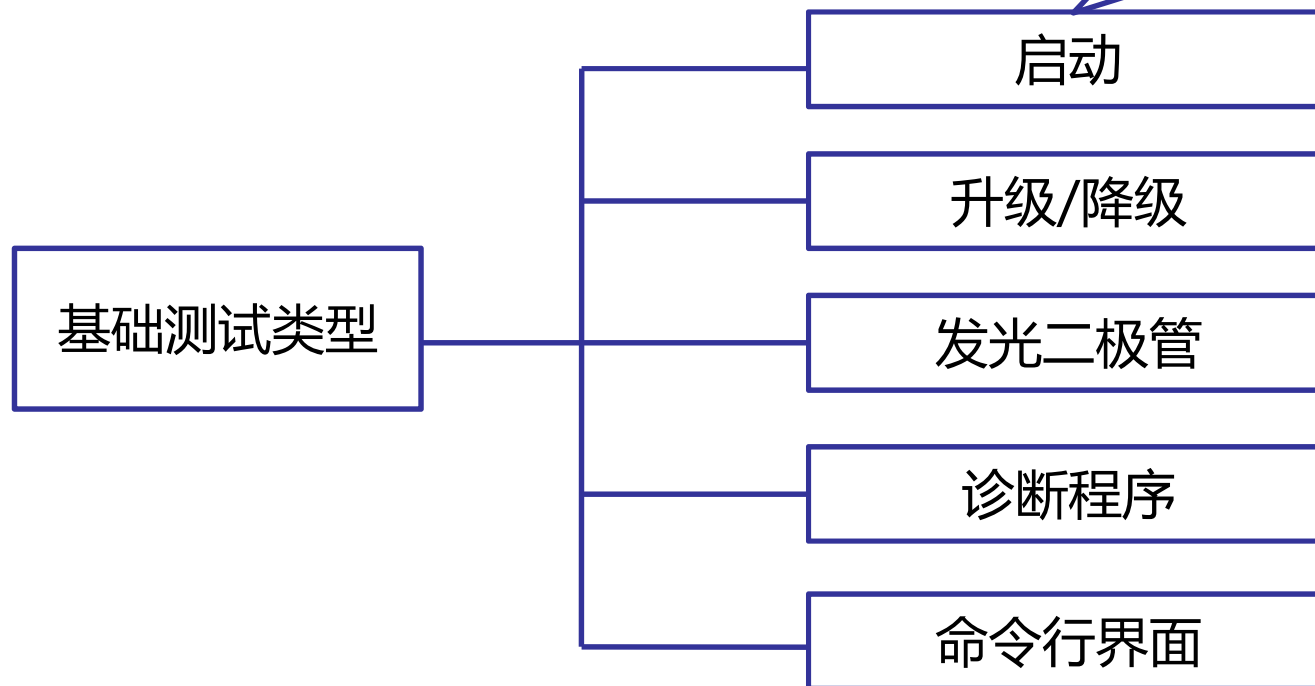 启动
升级/降级
基础测试类型
发光二极管
诊断程序
命令行界面